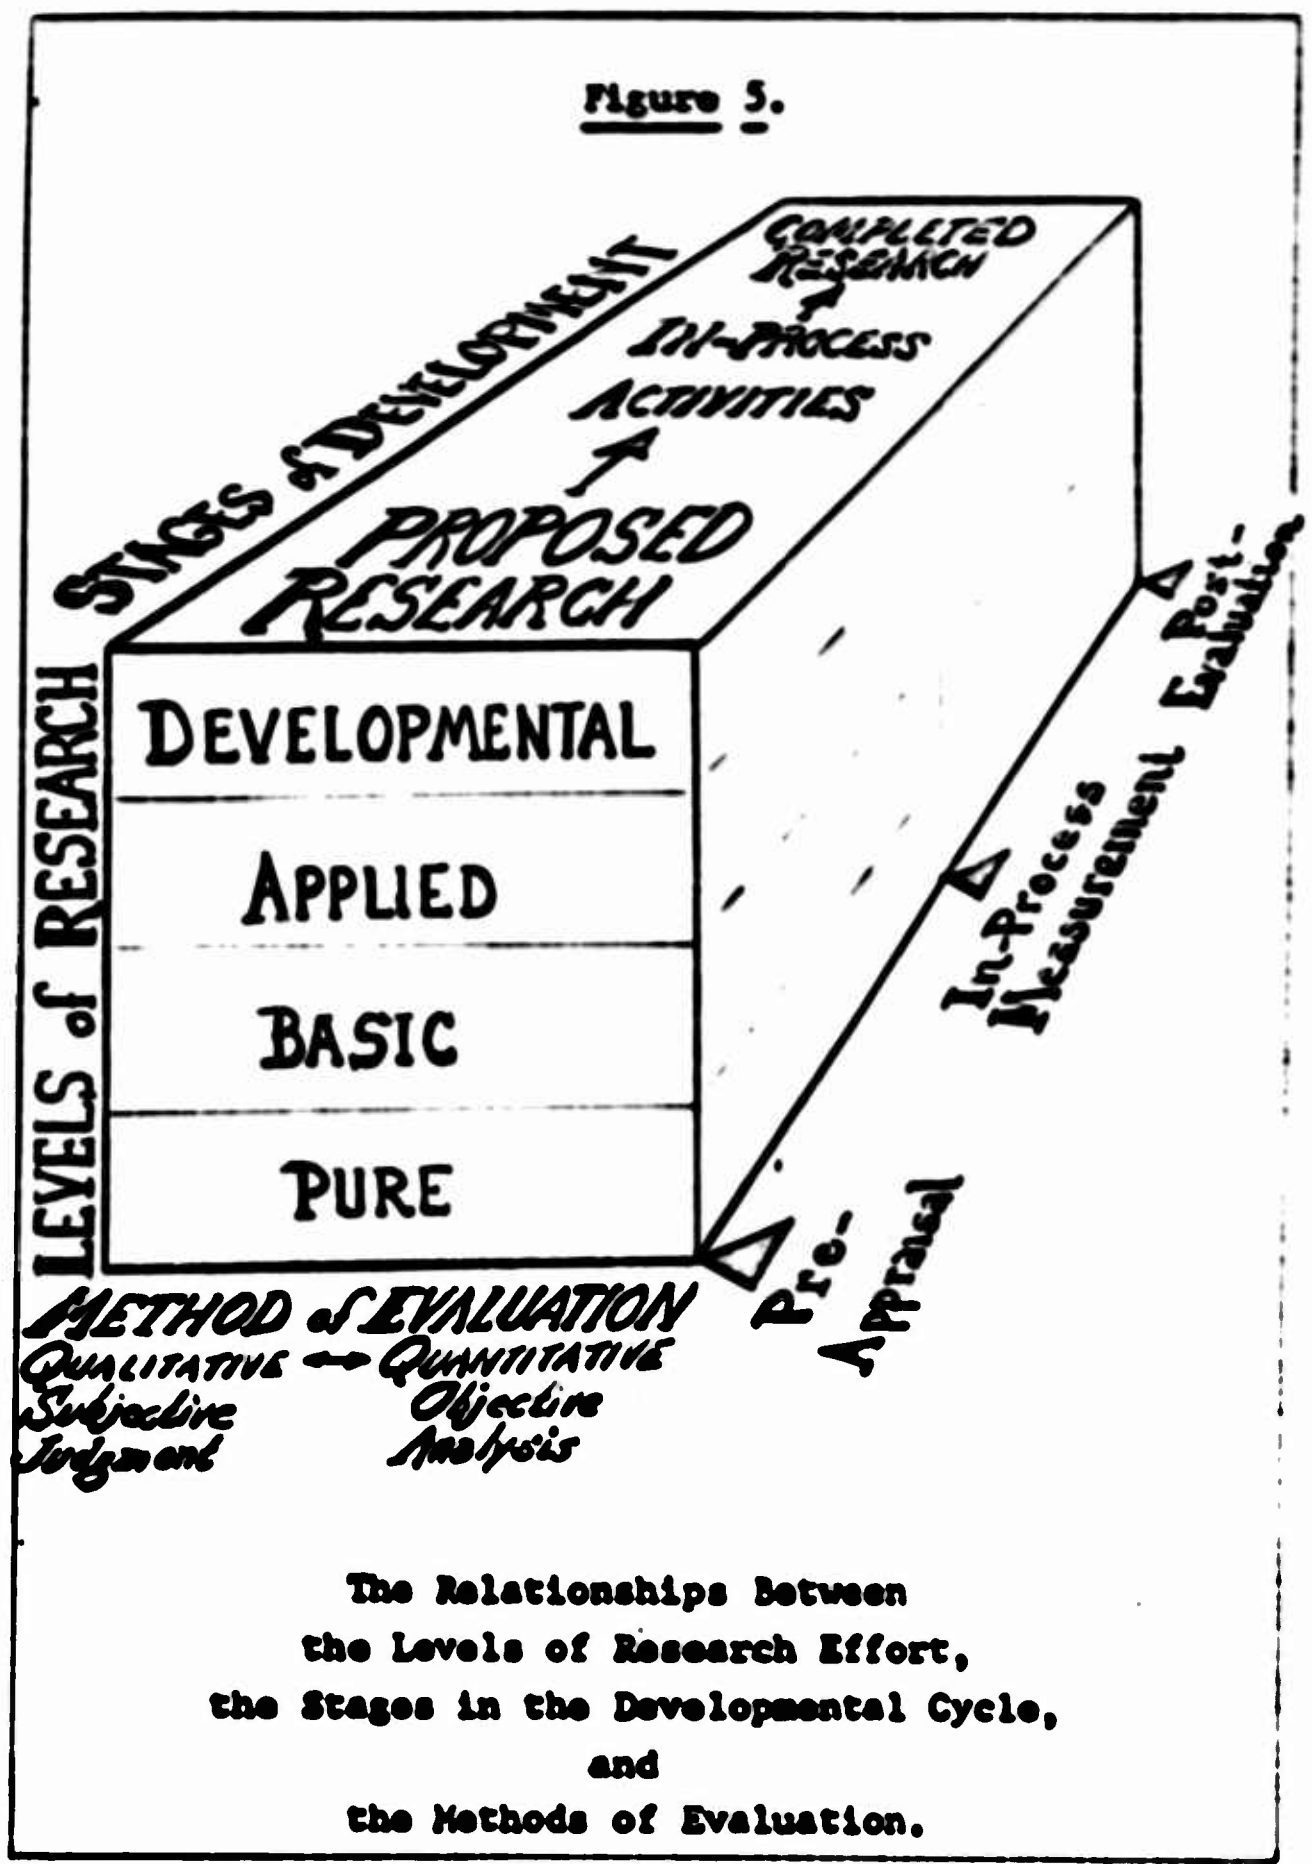 Figure 5.
STAGES of DEVELOPMENT
COMPLETED
RESEARCH
IN-PROCESS
ACTIVITIES
PROPOSED
RESEARCH
LEVELS of RESEARCH
DEVELOPMENTAL
APPLIED
BASIC
PURE
Post-
Evaluation
In-Process
Measurement
Pre-
Appraisal
METHOD of EVALUATION
QUALITATIVE ↔ QUANTITATIVE
Subjective Objective
Judgment Analysis
The Relationships Between
the Levels of Research Effort,
the Stages in the Developmental Cycle,
and
the Methods of Evaluation.